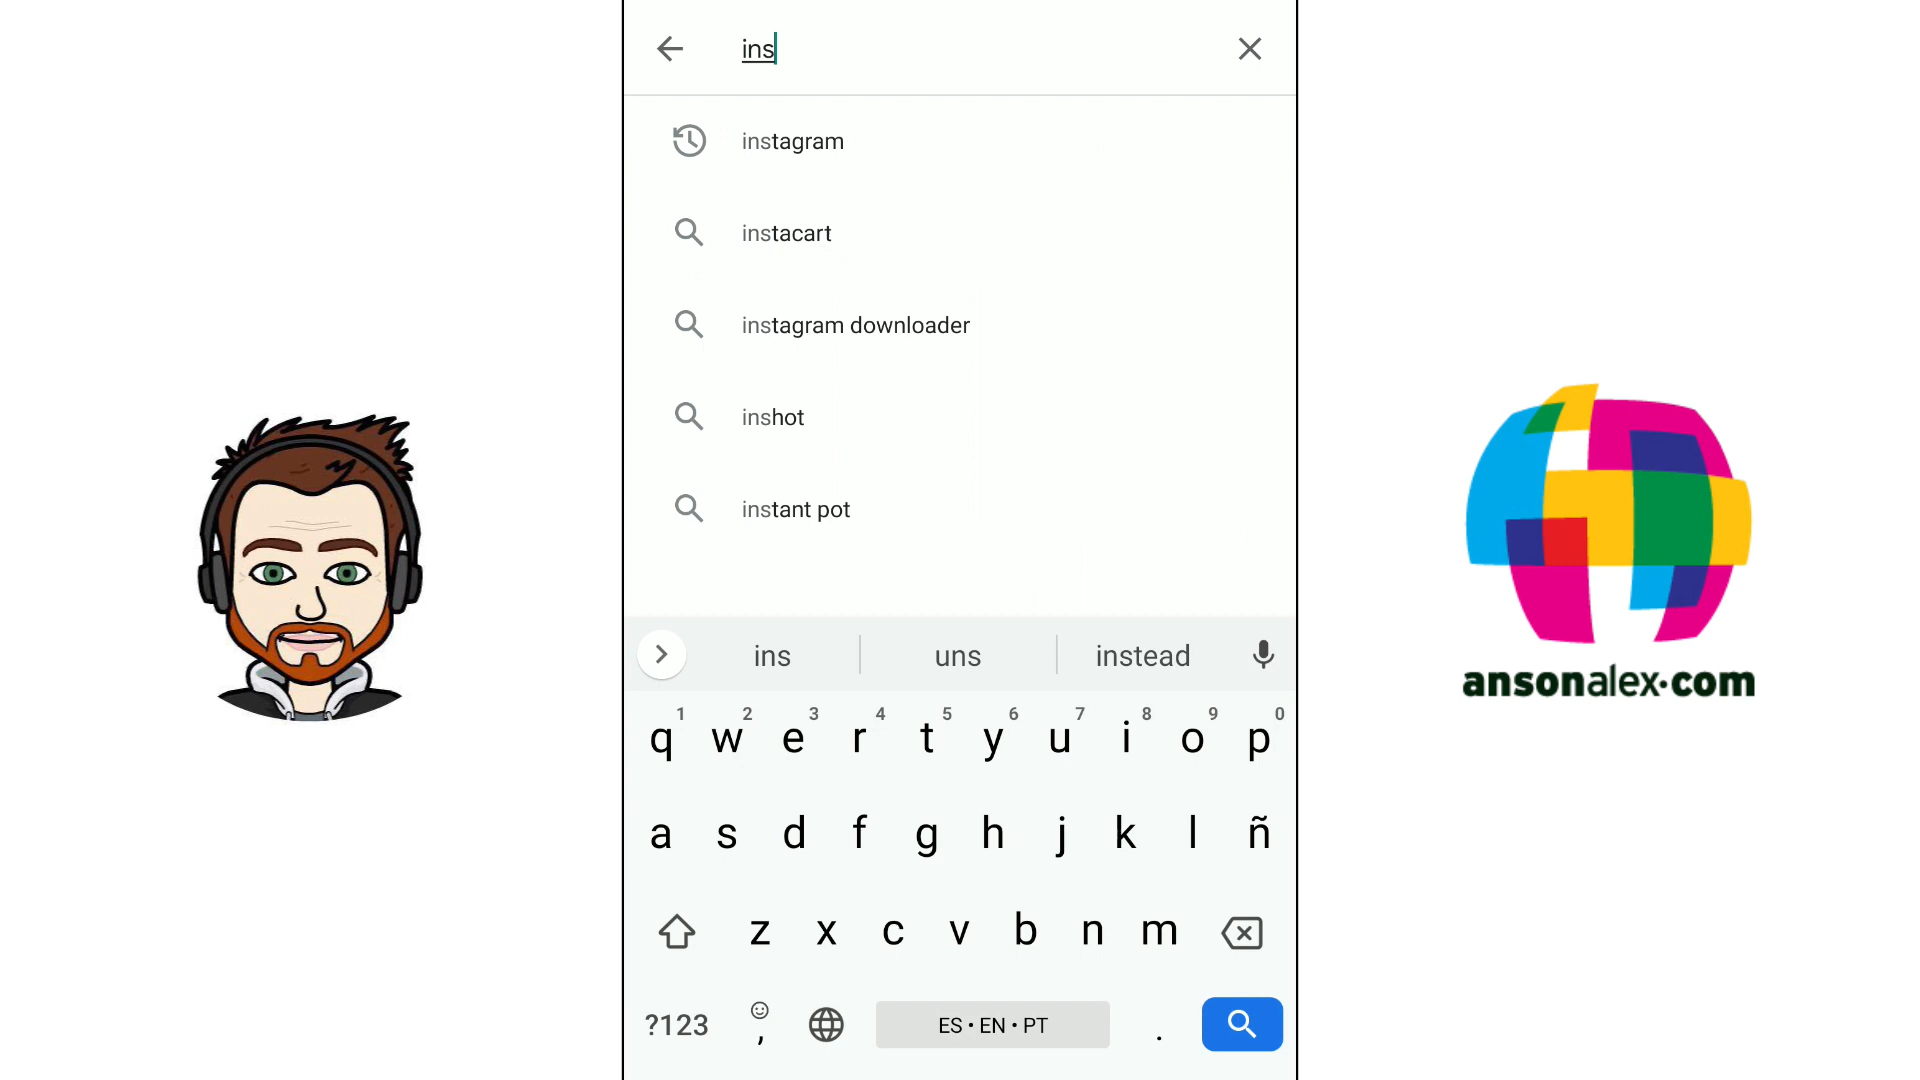 ins
instagram
instacart
instagram downloader
inshot
instant pot
ins uns instead
1 2 3 4 5 6 7 8 9 0
q w e r t y u i o p
a s d f g h j k l ñ
z x c v b n m
?123 , ES • EN • PT .
ansonalex.com